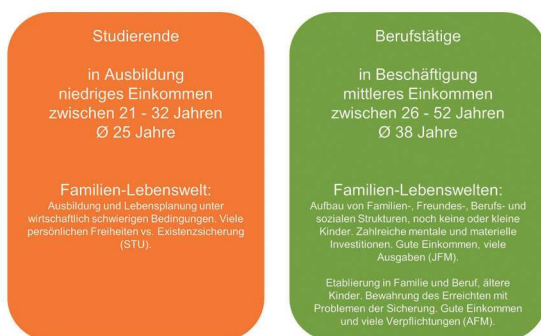 Studierende
in Ausbildung
niedriges Einkommen
zwischen 21 - 32 Jahren
Ø 25 Jahre
Familien-Lebenswelt:
Ausbildung und Lebensplanung unter
wirtschaftlich schwierigen Bedingungen. Viele
persönlichen Freiheiten vs. Existenzsicherung
(STU).
Berufstätige
in Beschäftigung
mittleres Einkommen
zwischen 26 - 52 Jahren
Ø 38 Jahre
Familien-Lebenswelten:
Aufbau von Familien-, Freundes-, Berufs- und
sozialen Strukturen, noch keine oder kleine
Kinder. Zahlreiche mentale und materielle
Investitionen. Gute Einkommen, viele
Ausgaben (JFM).
Etablierung in Familie und Beruf, ältere
Kinder. Bewahrung des Erreichten mit
Problemen der Sicherung. Gute Einkommen
und viele Verpflichtungen (AFM).